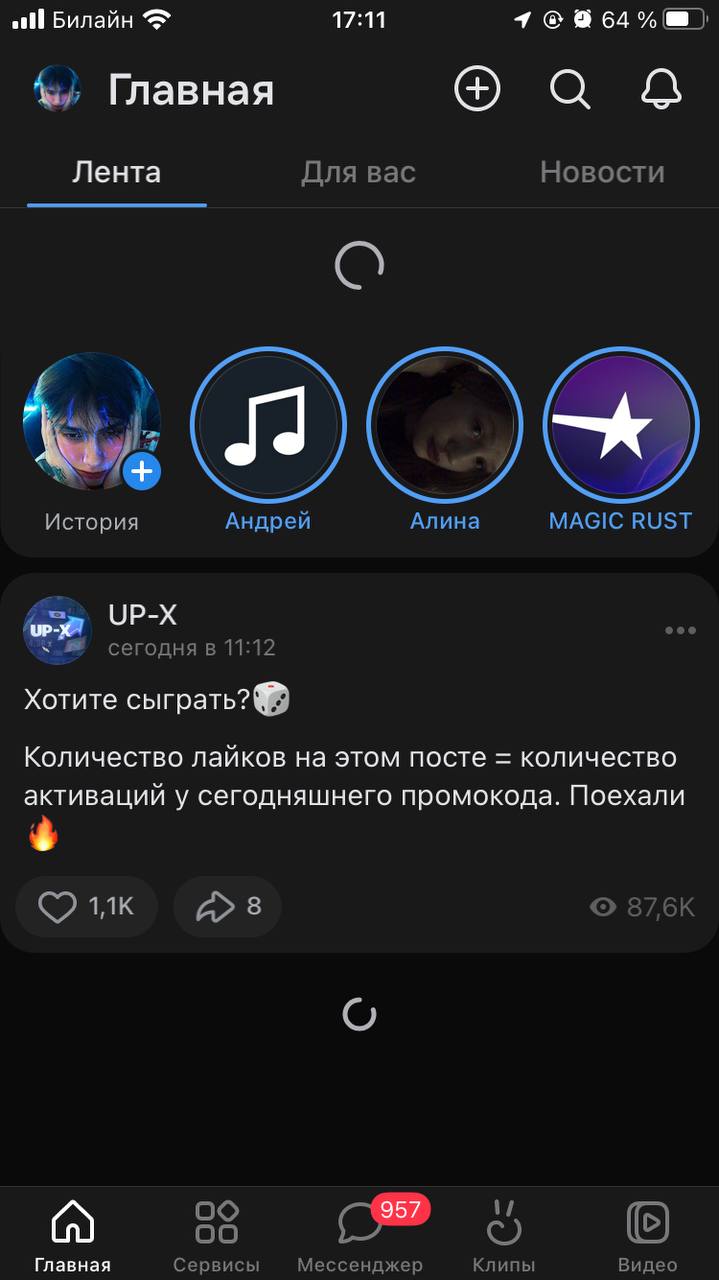 Билайн 17:11 64 %
Главная
Лента Для вас Новости
История Андрей Алина MAGIC RUST
UP-X
UP-X
сегодня в 11:12
Хотите сыграть?🎲
Количество лайков на этом посте = количество
активаций у сегодняшнего промокода. Поехали
🔥
1,1K 8 87,6K
957
Главная Сервисы Мессенджер Клипы Видео